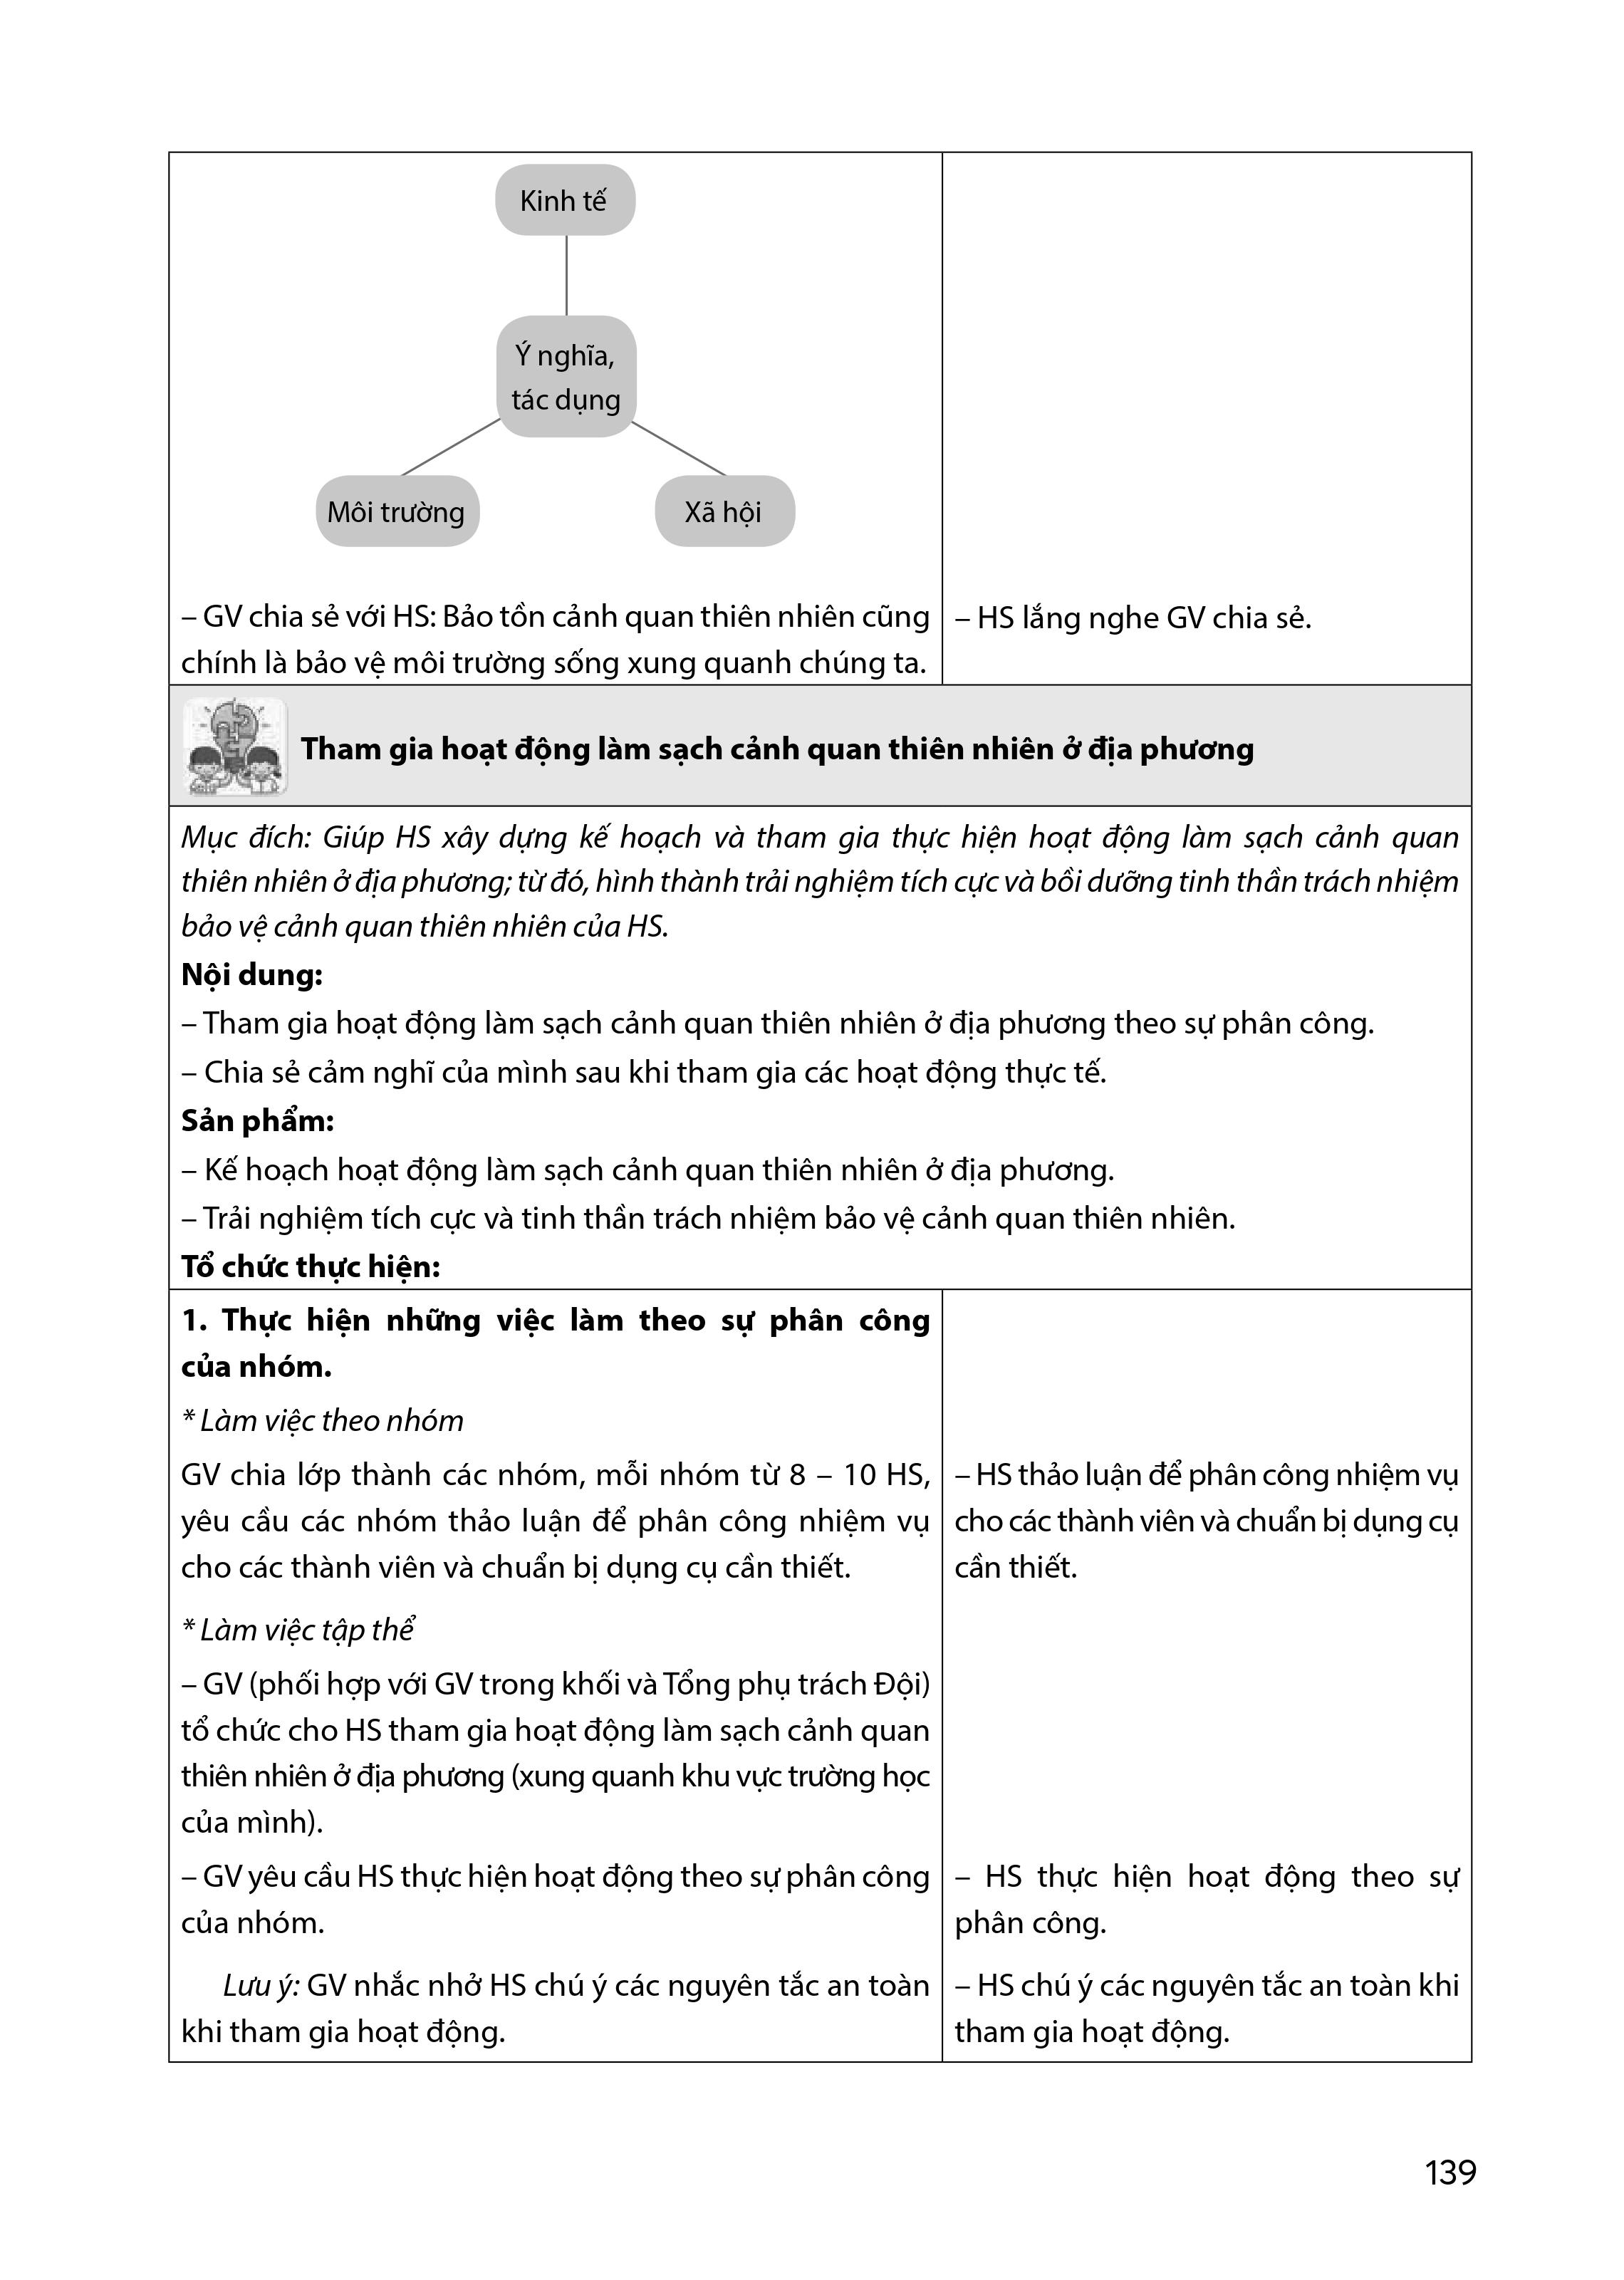 Kinh tế
Ý nghĩa,
tác dụng
Môi trường
Xã hội
– GV chia sẻ với HS: Bảo tồn cảnh quan thiên nhiên cũng
chính là bảo vệ môi trường sống xung quanh chúng ta.
– HS lắng nghe GV chia sẻ.
Tham gia hoạt động làm sạch cảnh quan thiên nhiên ở địa phương
Mục đích: Giúp HS xây dựng kế hoạch và tham gia thực hiện hoạt động làm sạch cảnh quan
thiên nhiên ở địa phương; từ đó, hình thành trải nghiệm tích cực và bồi dưỡng tinh thần trách nhiệm
bảo vệ cảnh quan thiên nhiên của HS.
Nội dung:
– Tham gia hoạt động làm sạch cảnh quan thiên nhiên ở địa phương theo sự phân công.
– Chia sẻ cảm nghĩ của mình sau khi tham gia các hoạt động thực tế.
Sản phẩm:
– Kế hoạch hoạt động làm sạch cảnh quan thiên nhiên ở địa phương.
– Trải nghiệm tích cực và tinh thần trách nhiệm bảo vệ cảnh quan thiên nhiên.
Tổ chức thực hiện:
1. Thực hiện những việc làm theo sự phân công
của nhóm.
* Làm việc theo nhóm
GV chia lớp thành các nhóm, mỗi nhóm từ 8 – 10 HS,
yêu cầu các nhóm thảo luận để phân công nhiệm vụ
cho các thành viên và chuẩn bị dụng cụ cần thiết.
– HS thảo luận để phân công nhiệm vụ
cho các thành viên và chuẩn bị dụng cụ
cần thiết.
* Làm việc tập thể
– GV (phối hợp với GV trong khối và Tổng phụ trách Đội)
tổ chức cho HS tham gia hoạt động làm sạch cảnh quan
thiên nhiên ở địa phương (xung quanh khu vực trường học
của mình).
– GV yêu cầu HS thực hiện hoạt động theo sự phân công
của nhóm.
– HS thực hiện hoạt động theo sự
phân công.
Lưu ý: GV nhắc nhở HS chú ý các nguyên tắc an toàn
khi tham gia hoạt động.
– HS chú ý các nguyên tắc an toàn khi
tham gia hoạt động.
139